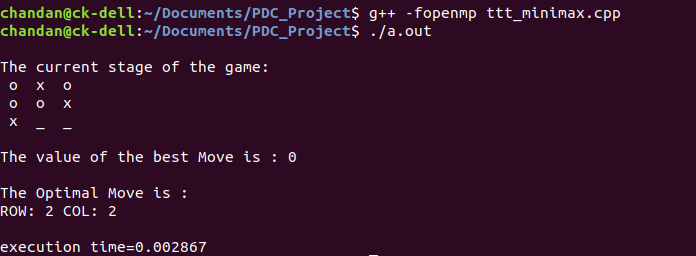 chandan@ck-dell:~/Documents/PDC_Project$ g++ -fopenmp ttt_minimax.cpp
chandan@ck-dell:~/Documents/PDC_Project$ ./a.out
The current stage of the game:
o x o
o o x
x _ _
The value of the best Move is : 0
The Optimal Move is :
ROW: 2 COL: 2
execution time=0.002867